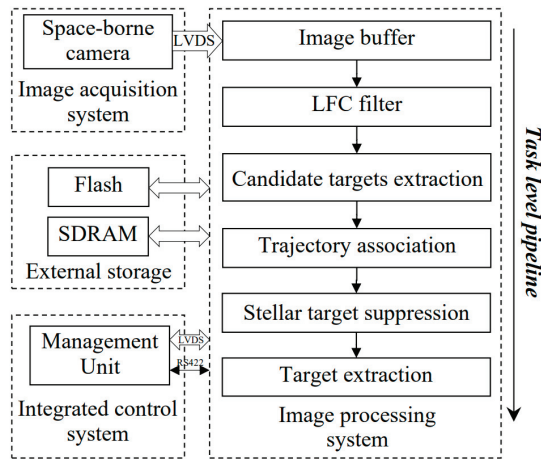 Space-borne
camera
LVDS
Image acquisition
system
Flash
SDRAM
External storage
Management
Unit
LVDS
RS422
Integrated control
system
Image buffer
LFC filter
Candidate targets extraction
Trajectory association
Stellar target suppression
Target extraction
Image processing
system
Task level pipeline